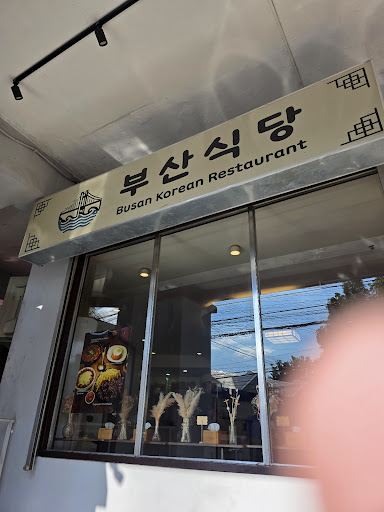 부산식당
Busan Korean Restaurant